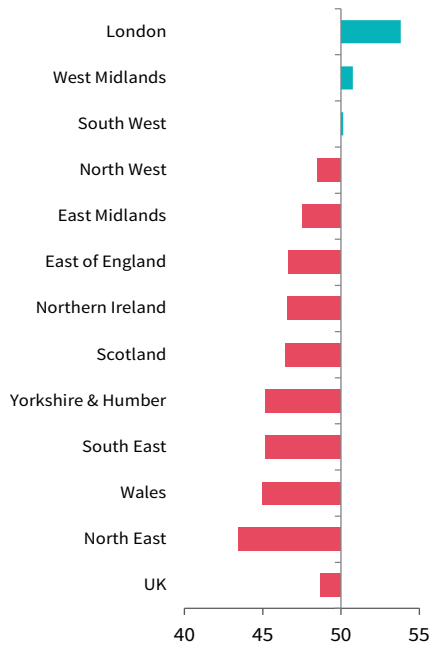 London
West Midlands
South West
North West
East Midlands
East of England
Northern Ireland
Scotland
Yorkshire & Humber
South East
Wales
North East
UK
40 45 50 55